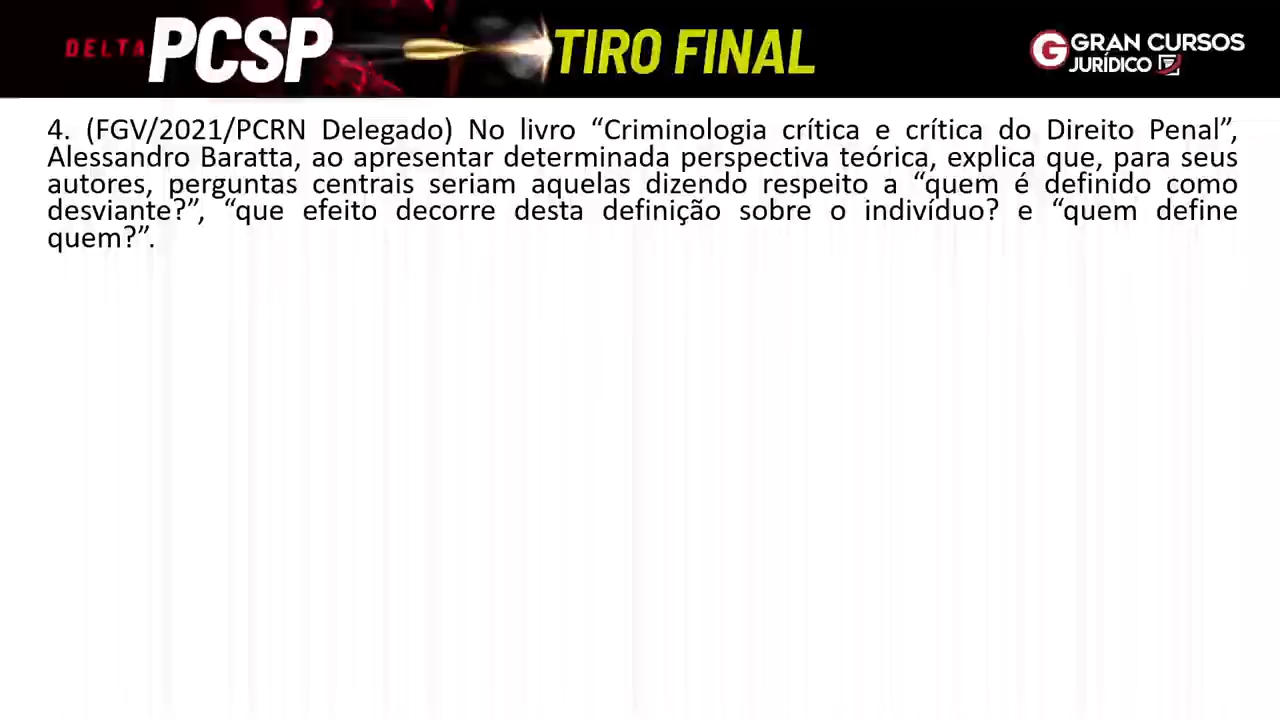 DELTA PCSP TIRO FINAL GRAN CURSOS
JURÍDICO
4. (FGV/2021/PCRN Delegado) No livro “Criminologia crítica e crítica do Direito Penal”,
Alessandro Baratta, ao apresentar determinada perspectiva teórica, explica que, para seus
autores, perguntas centrais seriam aquelas dizendo respeito a “quem é definido como
desviante?”, “que efeito decorre desta definição sobre o indivíduo? e “quem define
quem?”.